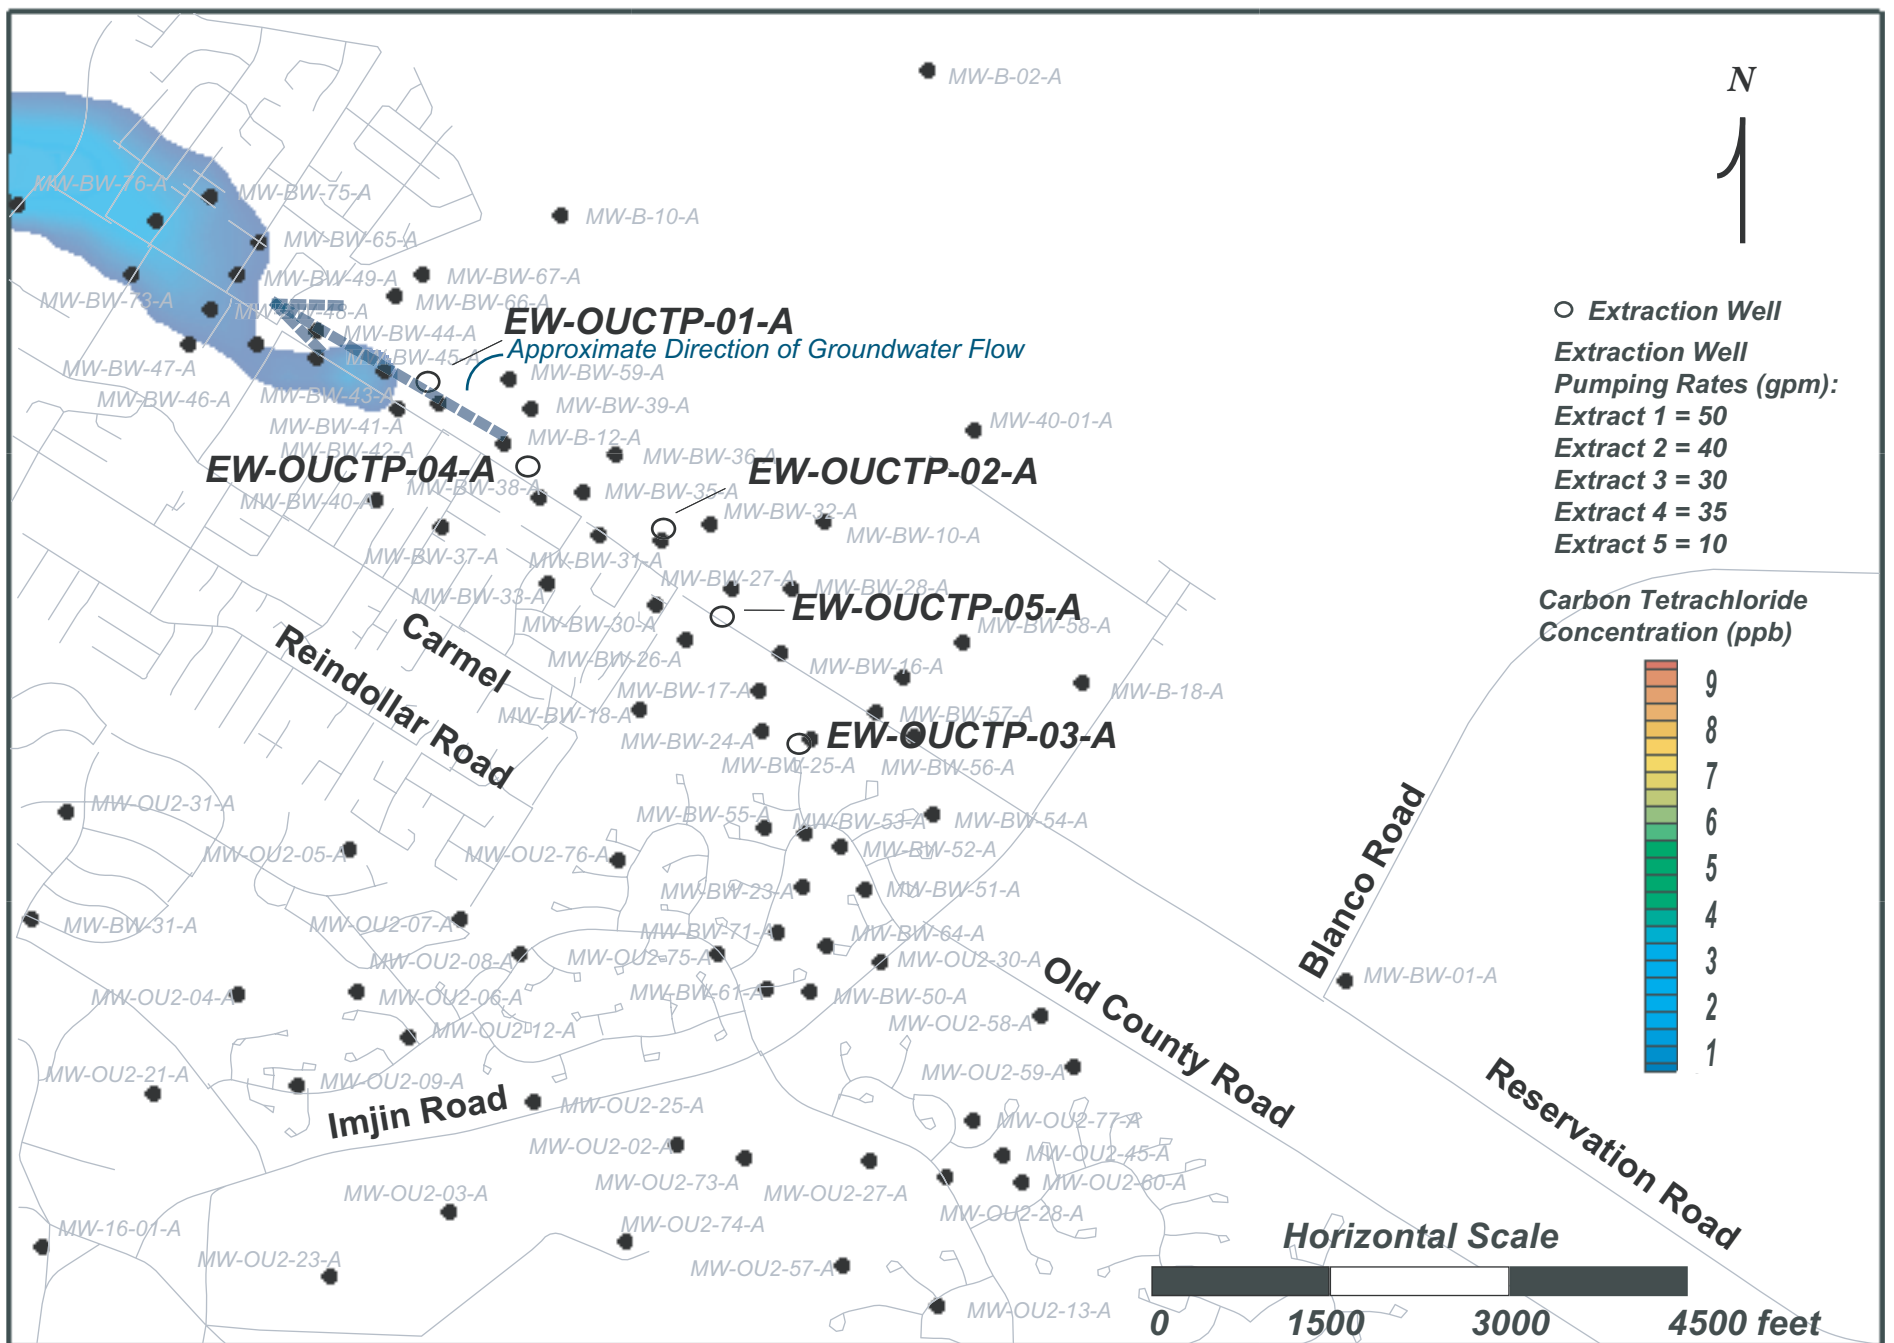 MW-B-02-A
N
MW-BW-76-A
MW-BW-75-A
MW-B-10-A
MW-BW-65-A
MW-BW-49-A
MW-BW-67-A
MW-BW-73-A
MW-BW-66-A
MW-BW-48-A
EW-OUCTP-01-A
MW-BW-44-A
Approximate Direction of Groundwater Flow
MW-BW-45-A
MW-BW-47-A
MW-BW-59-A
MW-BW-46-A
MW-BW-43-A
MW-BW-39-A
MW-BW-41-A
MW-B-12-A
MW-40-01-A
MW-BW-42-A
MW-BW-36-A
EW-OUCTP-04-A
EW-OUCTP-02-A
MW-BW-38-A
MW-BW-35-A
MW-BW-40-A
MW-BW-32-A
MW-BW-10-A
MW-BW-37-A
MW-BW-31-A
MW-BW-27-A
MW-BW-28-A
MW-BW-33-A
EW-OUCTP-05-A
MW-BW-30-A
MW-BW-58-A
MW-BW-26-A
MW-BW-16-A
MW-BW-17-A
MW-B-18-A
MW-BW-18-A
MW-BW-57-A
MW-BW-24-A
EW-OUCTP-03-A
MW-BW-25-A
MW-BW-56-A
Carmel
Reindollar Road
Extraction Well
Extraction Well
Pumping Rates (gpm):
Extract 1 = 50
Extract 2 = 40
Extract 3 = 30
Extract 4 = 35
Extract 5 = 10
Carbon Tetrachloride
Concentration (ppb)
9
8
7
6
5
4
3
2
1
MW-OU2-31-A
MW-BW-55-A
MW-BW-53-A
MW-BW-54-A
MW-OU2-05-A
MW-OU2-76-A
MW-BW-52-A
MW-BW-23-A
MW-BW-51-A
MW-BW-31-A
MW-OU2-07-A
MW-BW-71-A
MW-BW-64-A
MW-OU2-08-A
MW-OU2-75-A
MW-OU2-30-A
MW-OU2-04-A
MW-OU2-06-A
MW-BW-61-A
MW-BW-50-A
MW-BW-01-A
MW-OU2-12-A
MW-OU2-58-A
MW-OU2-21-A
MW-OU2-09-A
MW-OU2-59-A
MW-OU2-25-A
Imjin Road
Old County Road
Blanco Road
Reservation Road
MW-OU2-77-A
MW-OU2-02-A
MW-OU2-45-A
MW-OU2-73-A
MW-OU2-27-A
MW-OU2-60-A
MW-OU2-03-A
MW-OU2-28-A
MW-16-01-A
MW-OU2-74-A
MW-OU2-23-A
MW-OU2-57-A
MW-OU2-13-A
Horizontal Scale
0 1500 3000 4500 feet